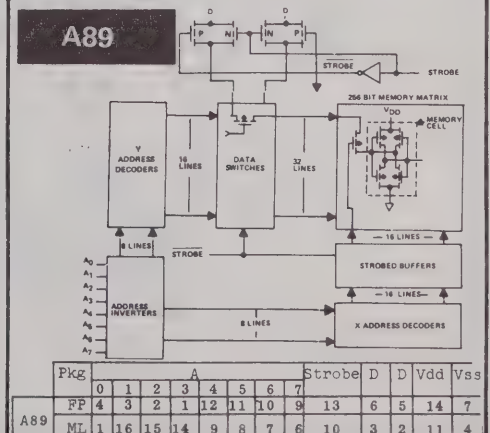 A89
D
D
P
N
N
P
STROBE
STROBE
256 BIT MEMORY MATRIX
VDD
MEMORY CELL
Y ADDRESS DECODERS
16 LINES
DATA SWITCHES
32 LINES
16 LINES
8 LINES
STROBE
STROBED BUFFERS
A0
A1
A2
A3
A4
A5
A6
A7
ADDRESS INVERTERS
16 LINES
8 LINES
X ADDRESS DECODERS
Pkg A Strobe D D Vdd Vss
0 1 2 3 4 5 6 7
A89 FP 4 3 2 1 12 11 10 9 13 6 5 14 7
ML 1 16 15 14 9 8 7 6 10 3 2 11 4